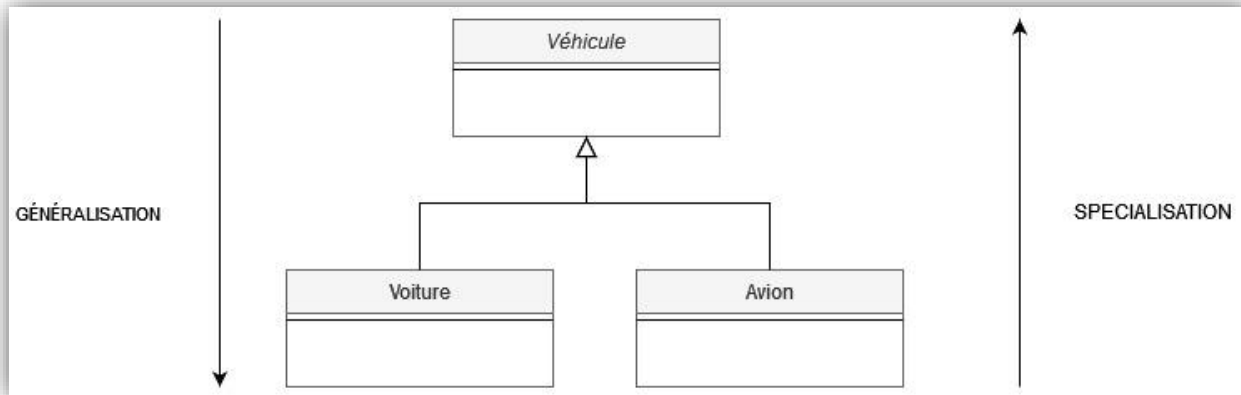 Véhicule
GÉNÉRALISATION
SPECIALISATION
Voiture
Avion